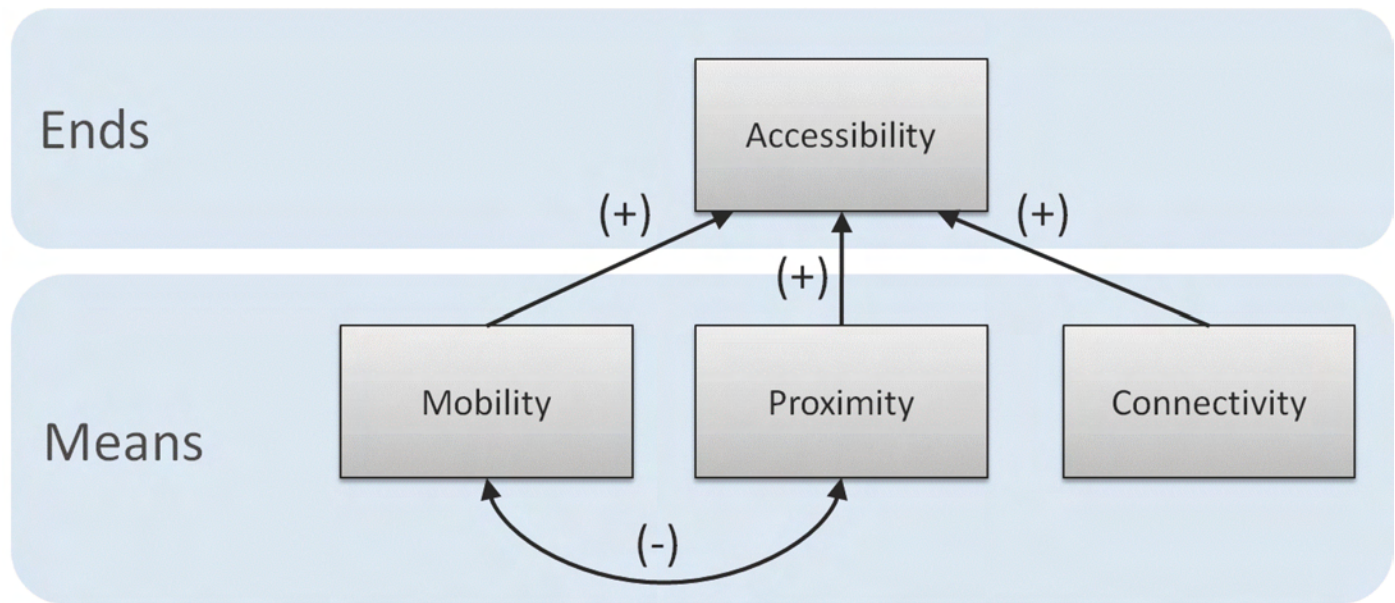 Ends
Accessibility
(+)
(+)
(+)
Mobility
Proximity
Connectivity
Means
(-)